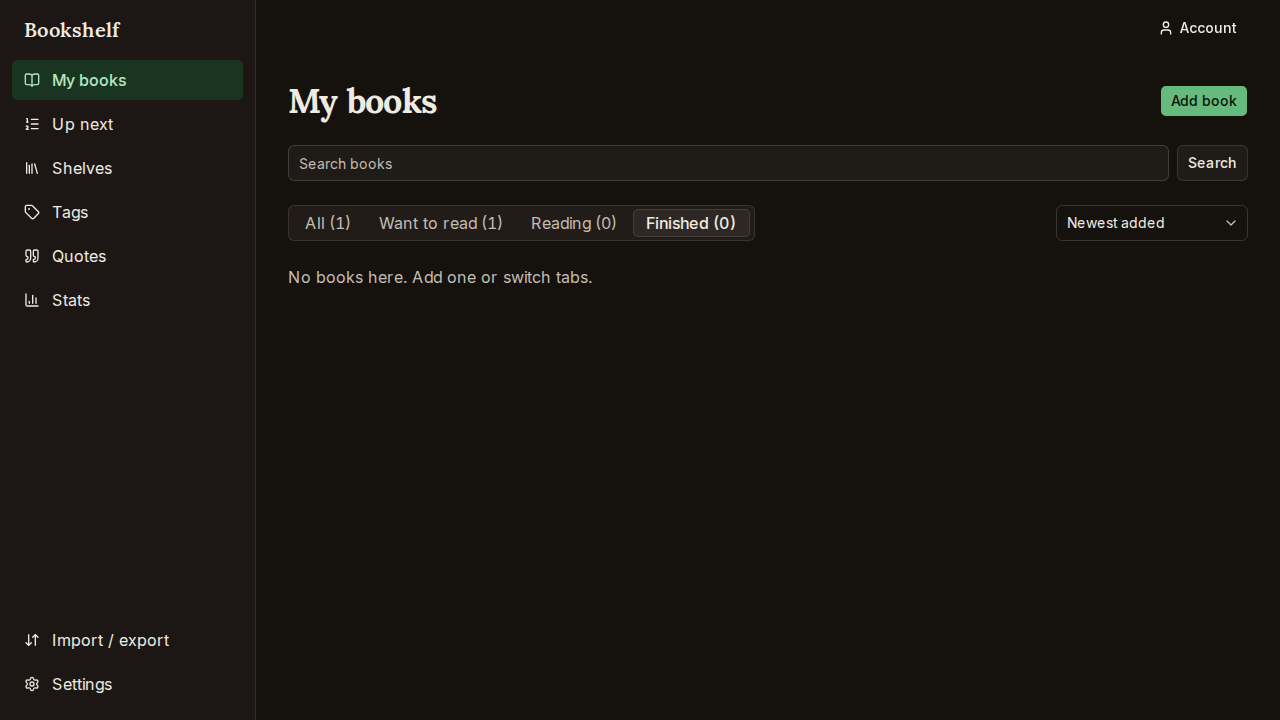 Bookshelf
My books
Up next
Shelves
Tags
Quotes
Stats
Import / export
Settings
Account
My books
Add book
Search books
Search
All (1)
Want to read (1)
Reading (0)
Finished (0)
Newest added
No books here. Add one or switch tabs.